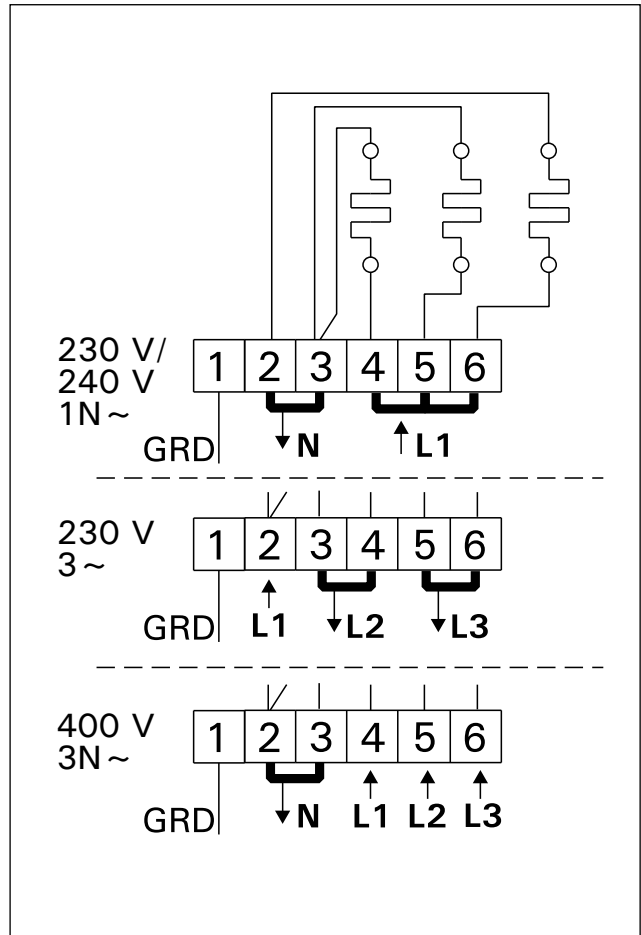 230 V/
240 V
1N ~
1 2 3 4 5 6
GRD N L1
230 V
3 ~
1 2 3 4 5 6
GRD L1 L2 L3
400 V
3N ~
1 2 3 4 5 6
GRD N L1 L2 L3